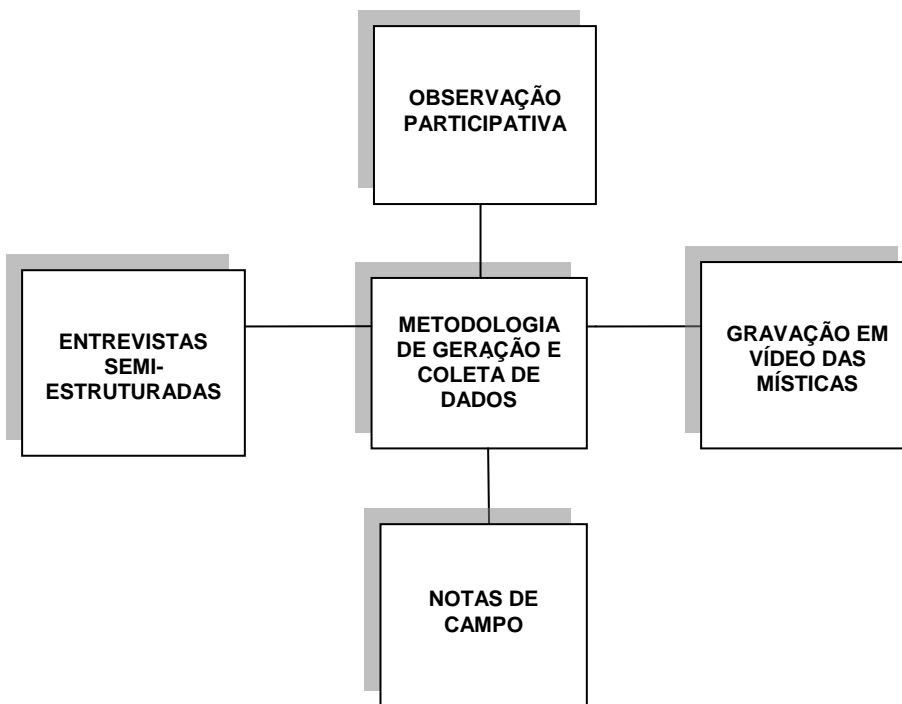 OBSERVAÇÃO
PARTICIPATIVA
ENTREVISTAS
SEMI-
ESTRUTURADAS
METODOLOGIA
DE GERAÇÃO E
COLETA DE
DADOS
GRAVAÇÃO EM
VÍDEO DAS
MÍSTICAS
NOTAS DE
CAMPO